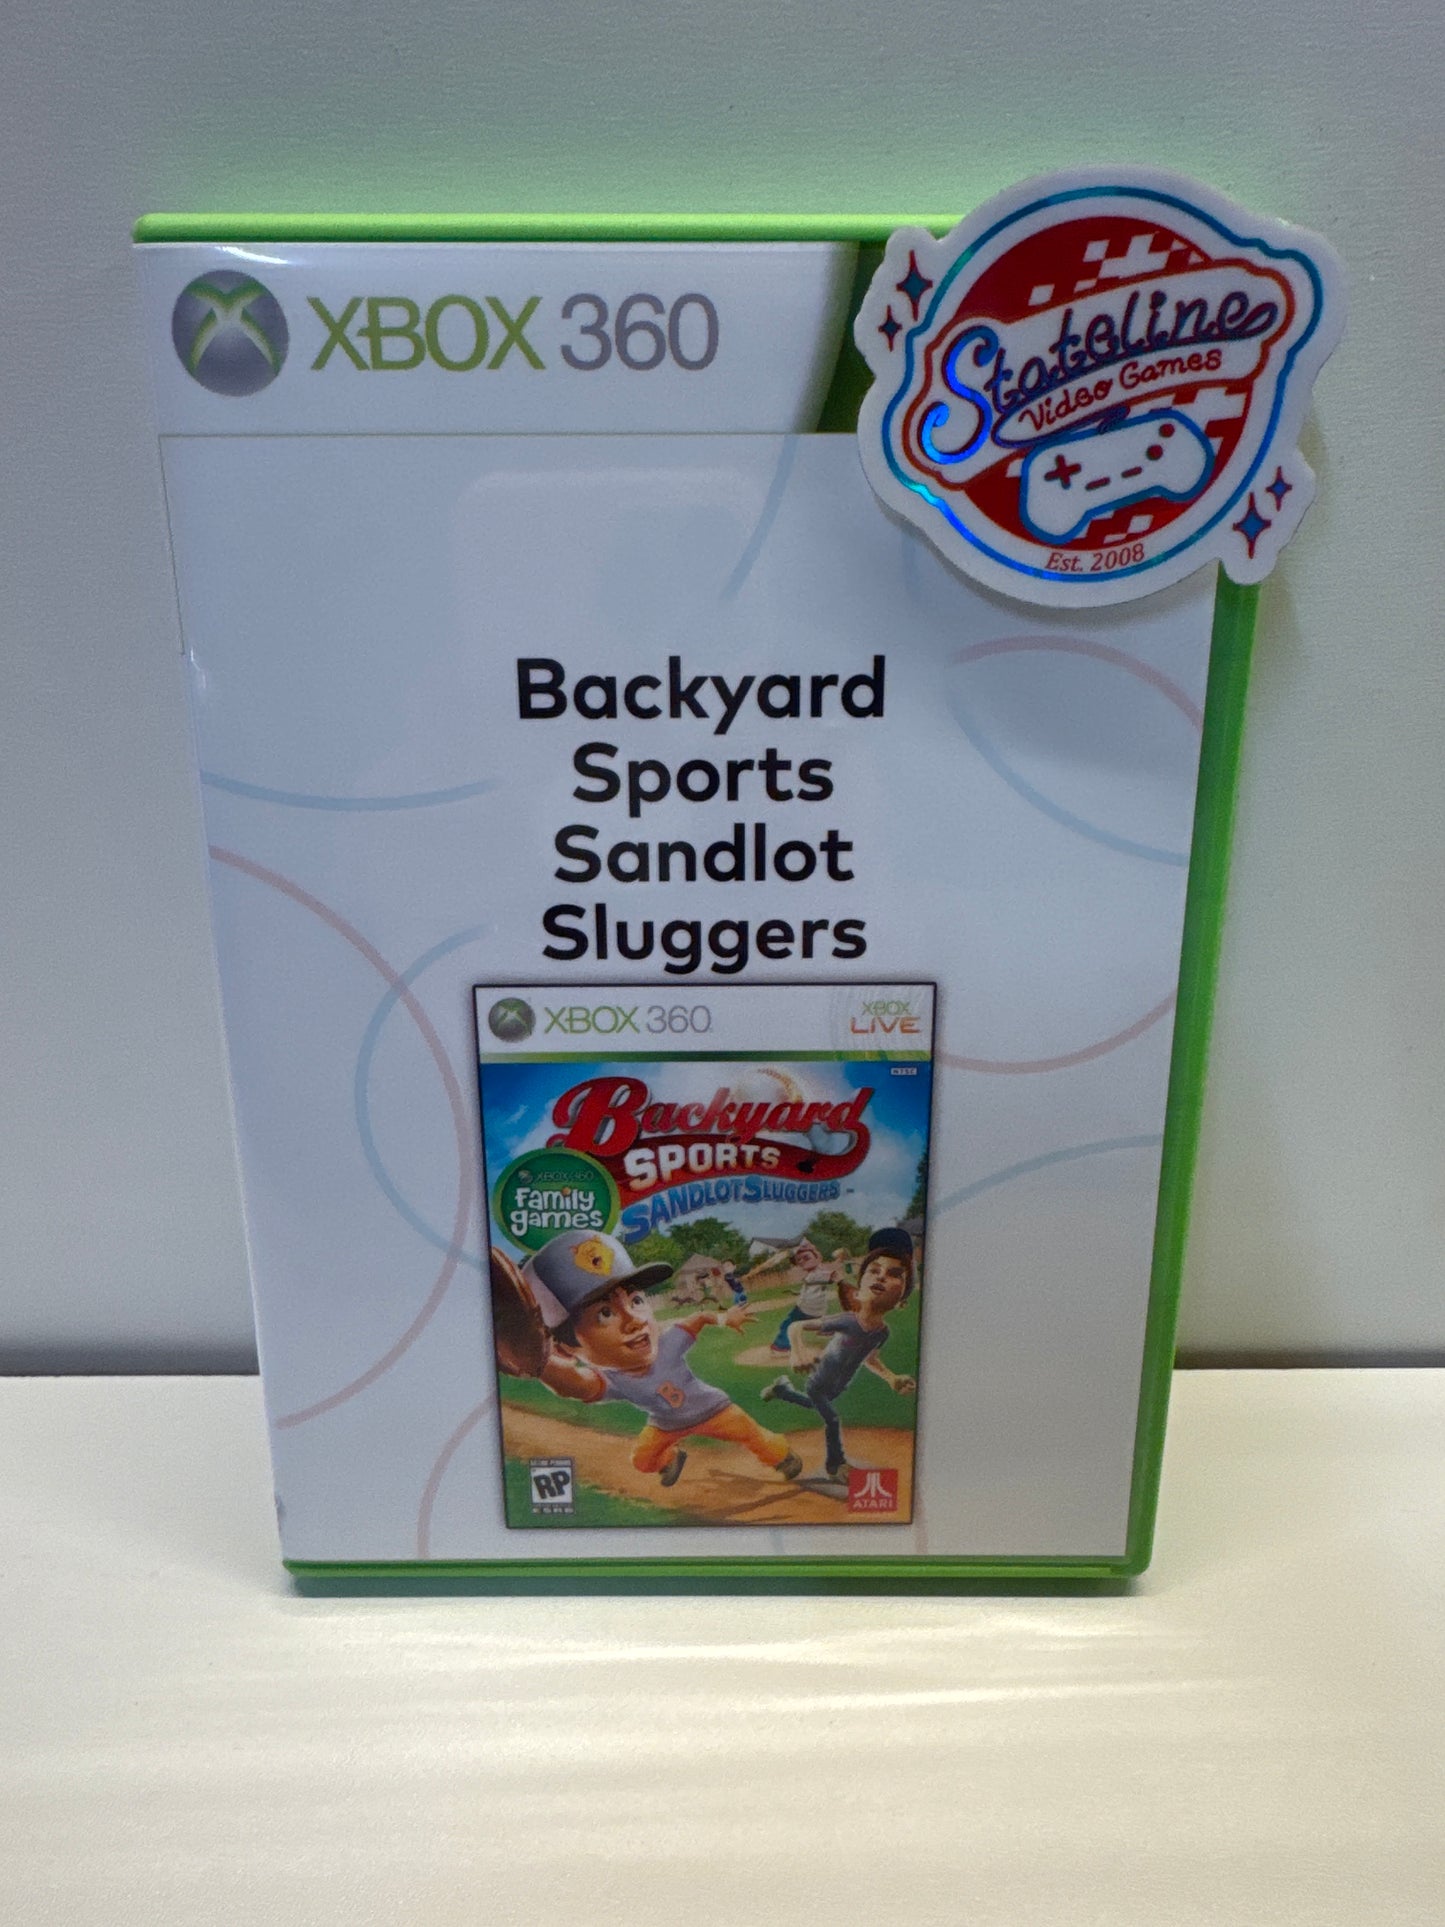 XBOX 360
Stateline
Video Games
Est. 2008
Backyard
Sports
Sandlot
Sluggers
XBOX 360
XBOX
LIVE
NTSC
Backyard
SPORTS
SANDLOT SLUGGERS
XBOX 360
family
games
RP
ESRB
ATARI